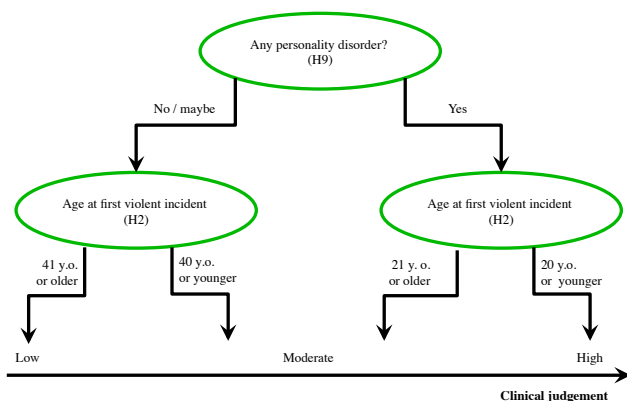 Any personality disorder?
(H9)
No / maybe
Yes
Age at first violent incident
(H2)
Age at first violent incident
(H2)
41 y.o.
or older
40 y.o.
or younger
21 y. o.
or older
20 y.o.
or younger
Low
Moderate
High
Clinical judgement